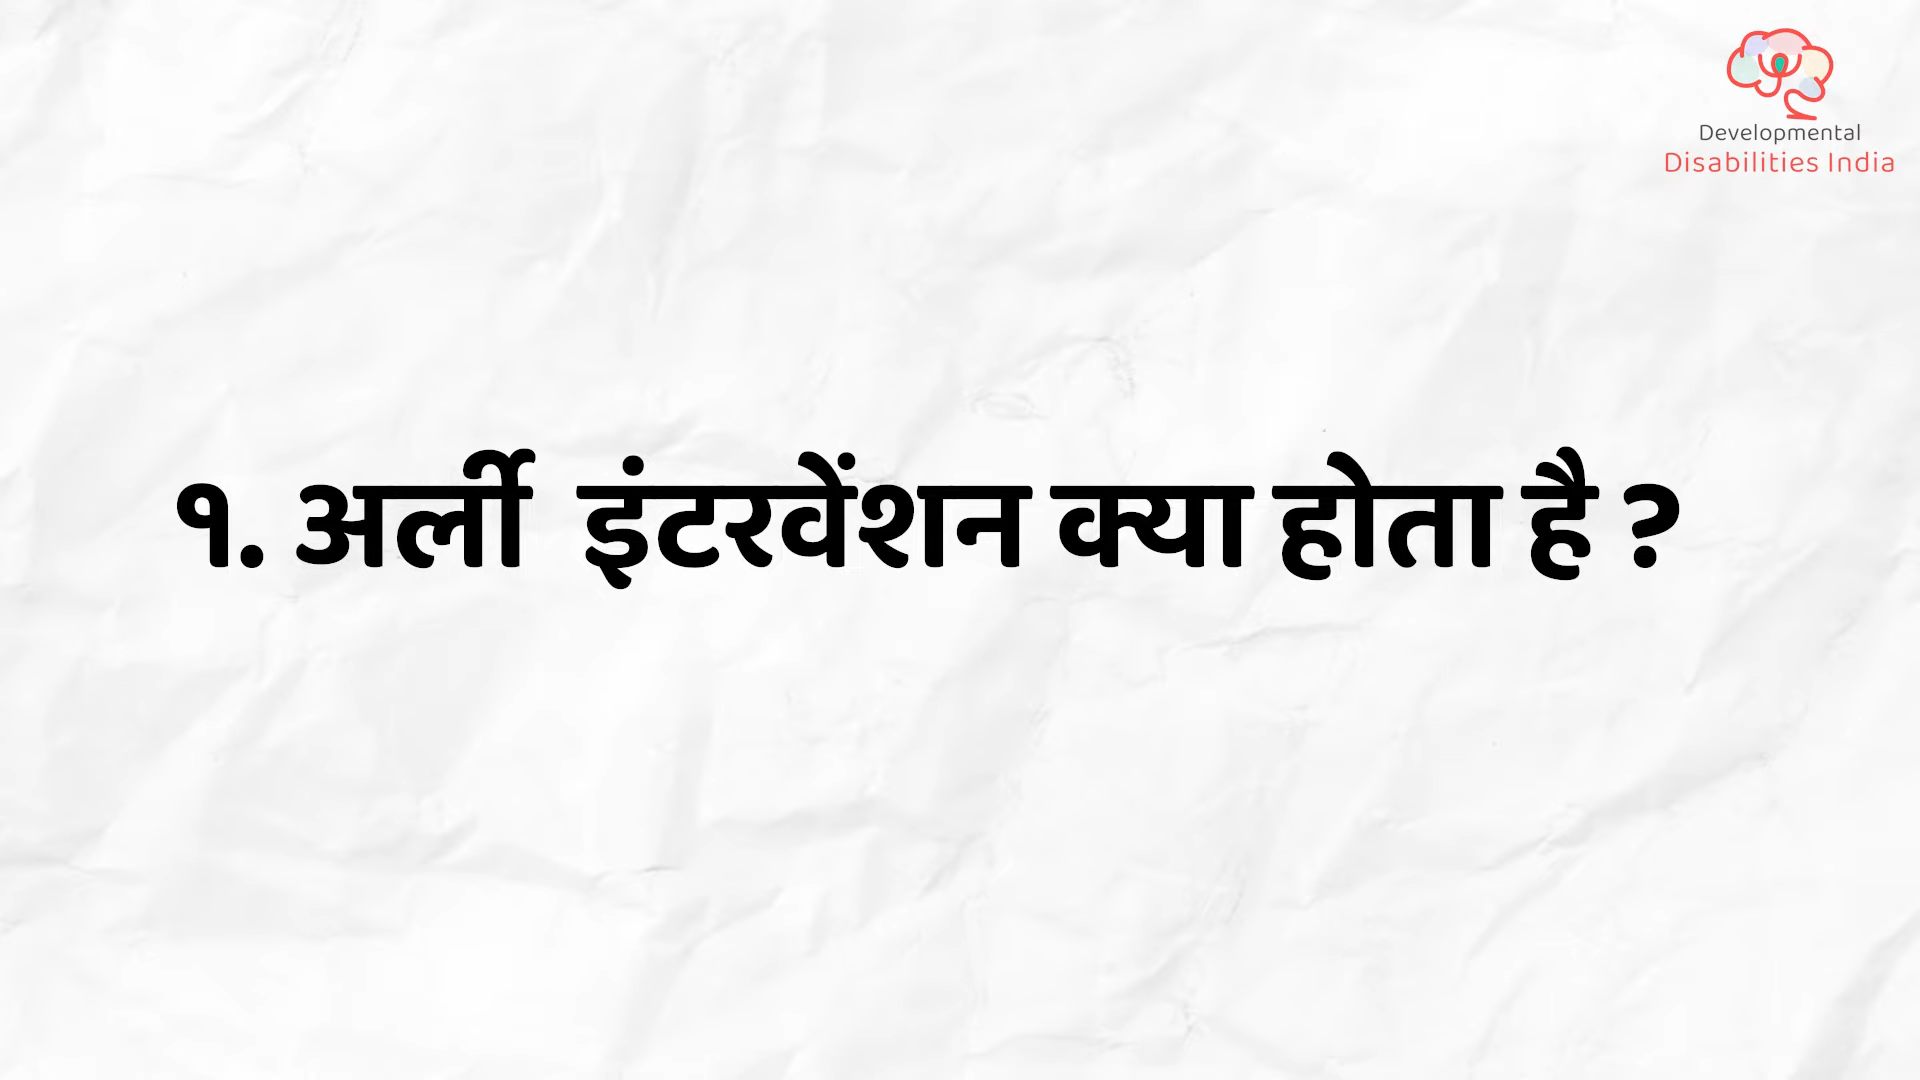 Developmental
Disabilities India
१. अर्ली इंटरवेंशन क्या होता है ?